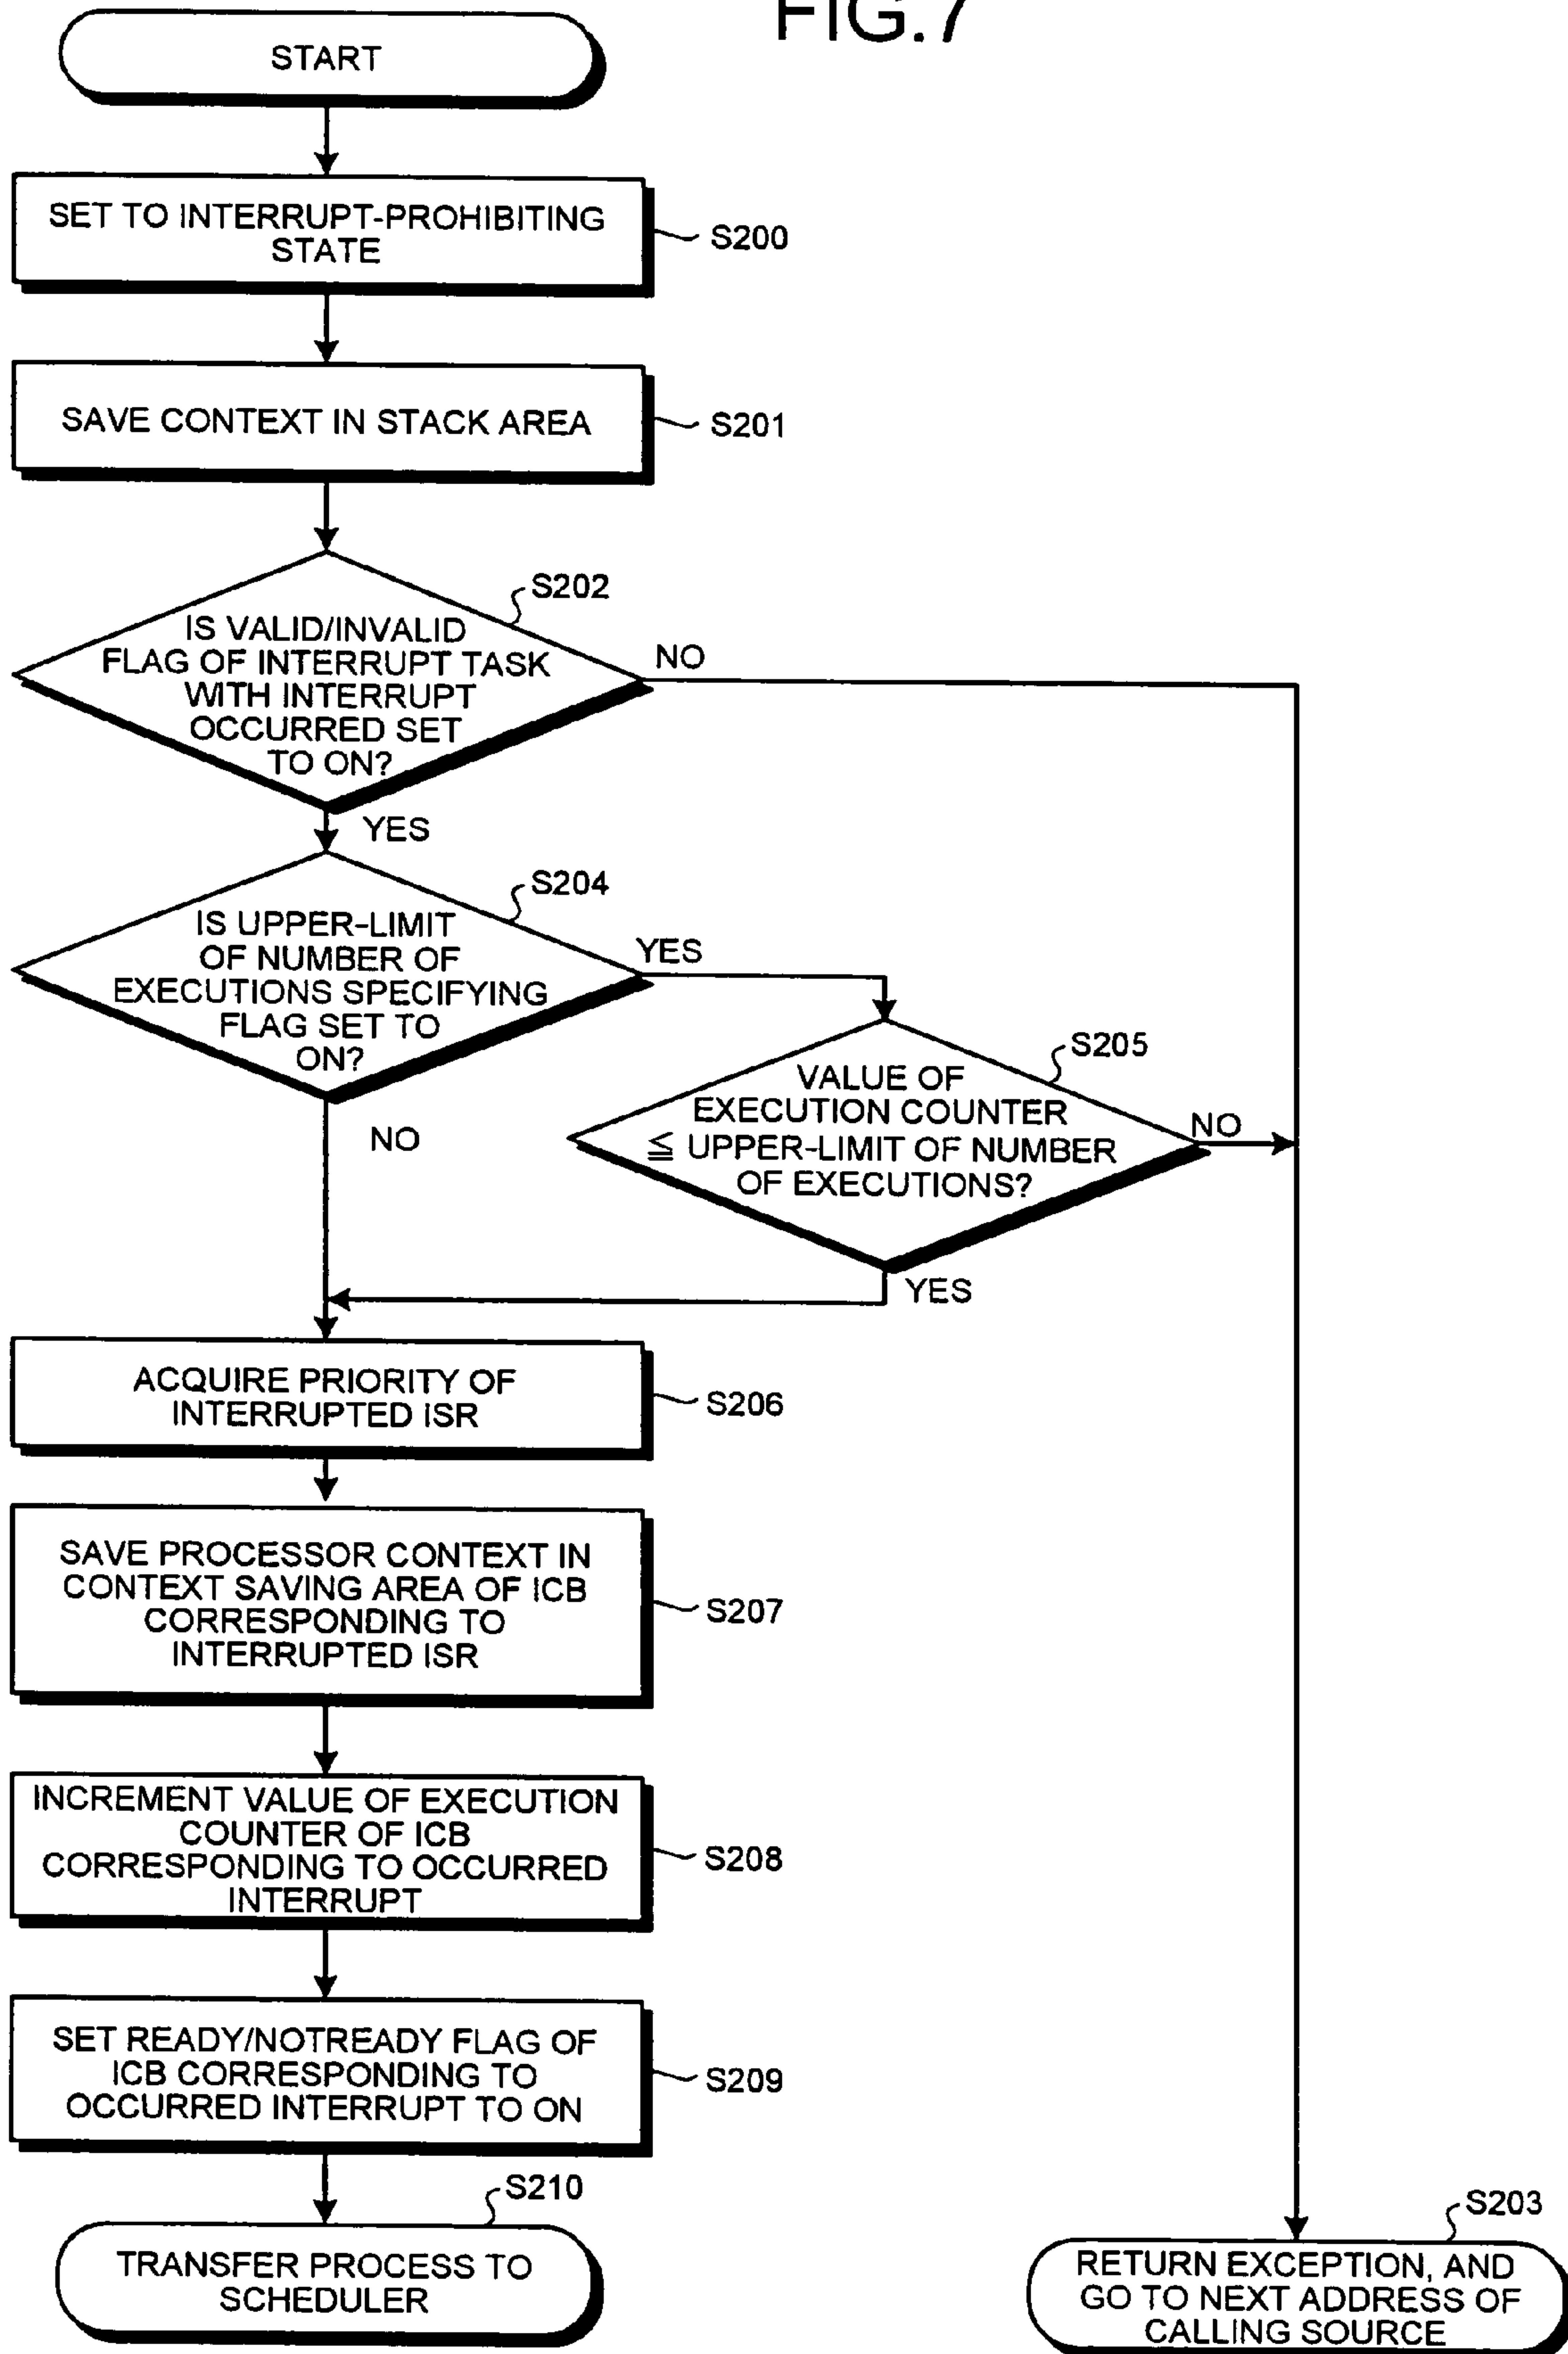 FIG.7
START
SET TO INTERRUPT-PROHIBITING
STATE
S200
SAVE CONTEXT IN STACK AREA
S201
S202
IS VALID/INVALID
FLAG OF INTERRUPT TASK
WITH INTERRUPT
OCCURRED SET
TO ON?
NO
YES
S204
IS UPPER-LIMIT
OF NUMBER OF
EXECUTIONS SPECIFYING
FLAG SET TO
ON?
YES
NO
S205
VALUE OF
EXECUTION COUNTER
≦ UPPER-LIMIT OF NUMBER
OF EXECUTIONS?
NO
YES
ACQUIRE PRIORITY OF
INTERRUPTED ISR
S206
SAVE PROCESSOR CONTEXT IN
CONTEXT SAVING AREA OF ICB
CORRESPONDING TO
INTERRUPTED ISR
S207
INCREMENT VALUE OF EXECUTION
COUNTER OF ICB
CORRESPONDING TO OCCURRED
INTERRUPT
S208
SET READY/NOTREADY FLAG OF
ICB CORRESPONDING TO
OCCURRED INTERRUPT TO ON
S209
S210
TRANSFER PROCESS TO
SCHEDULER
S203
RETURN EXCEPTION, AND
GO TO NEXT ADDRESS OF
CALLING SOURCE